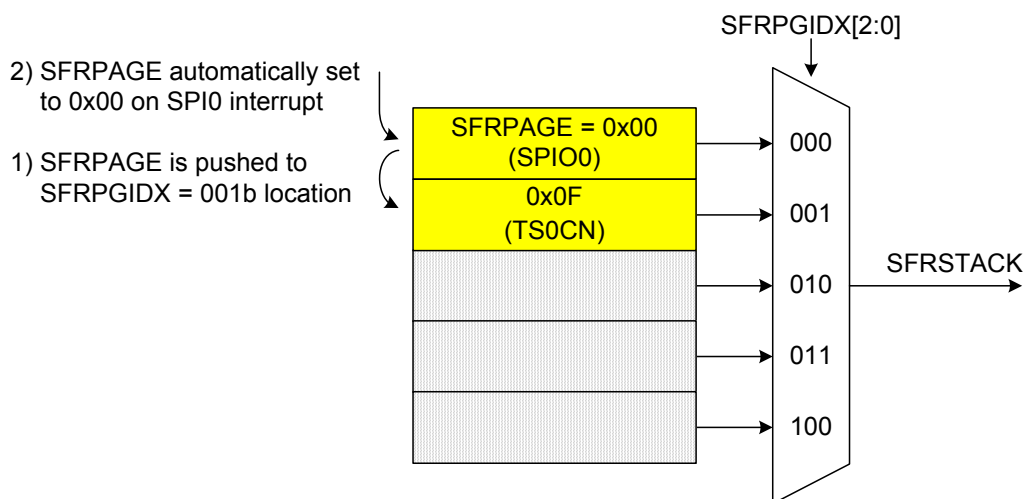 SFRPGIDX[2:0]
2) SFRPAGE automatically set
to 0x00 on SPI0 interrupt
1) SFRPAGE is pushed to
SFRPGIDX = 001b location
SFRPAGE = 0x00
(SPIO0)
0x0F
(TS0CN)
000
001
010
011
100
SFRSTACK